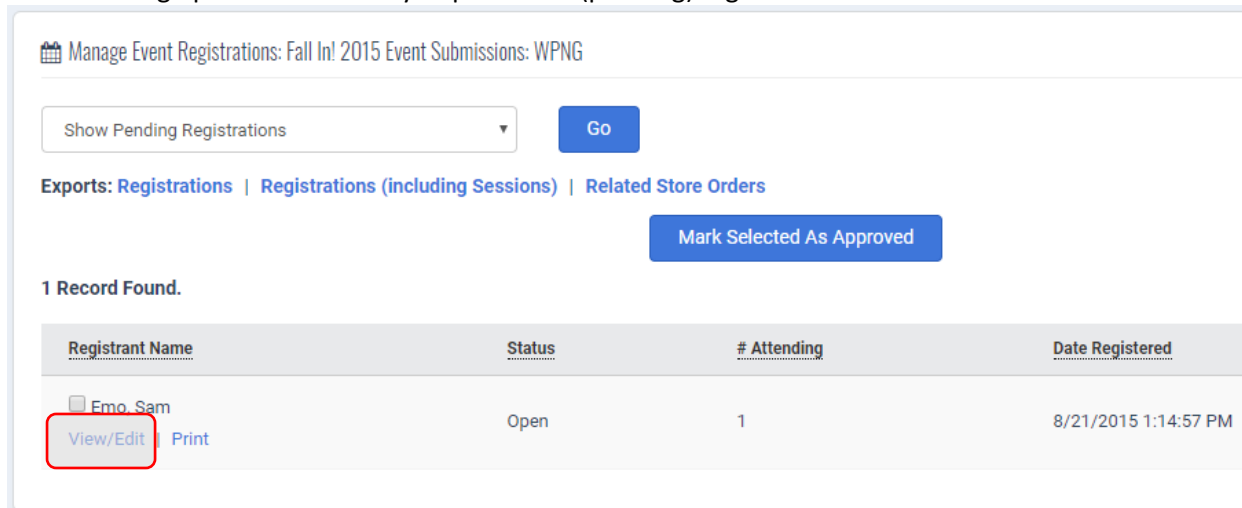 Manage Event Registrations: Fall In! 2015 Event Submissions: WPNG
Show Pending Registrations
Go
Exports: Registrations | Registrations (including Sessions) | Related Store Orders
Mark Selected As Approved
1 Record Found.
Registrant Name Status # Attending Date Registered
Emo, Sam
Open 1 8/21/2015 1:14:57 PM
View/Edit | Print